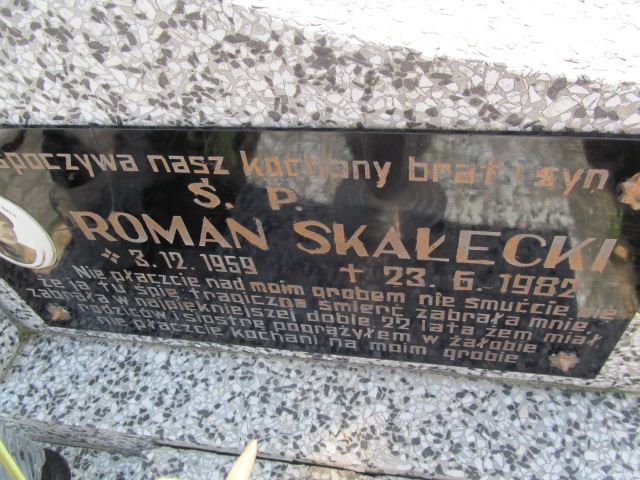 spoczywa nasz kochany brat i syn
Ś. P.
ROMAN SKAŁECKI
* 3.12.1959 + 23. 6. 1982
Nie płaczcie nad moim grobem nie smućcie się
że ja tu śpię tragiczna śmierć zabrała mnie
zabrała w najpiękniejszej dobie 22 lata żem miał
rodziców i siostrę pogrążyłem w żałobie
nie płaczcie kochani na moim grobie